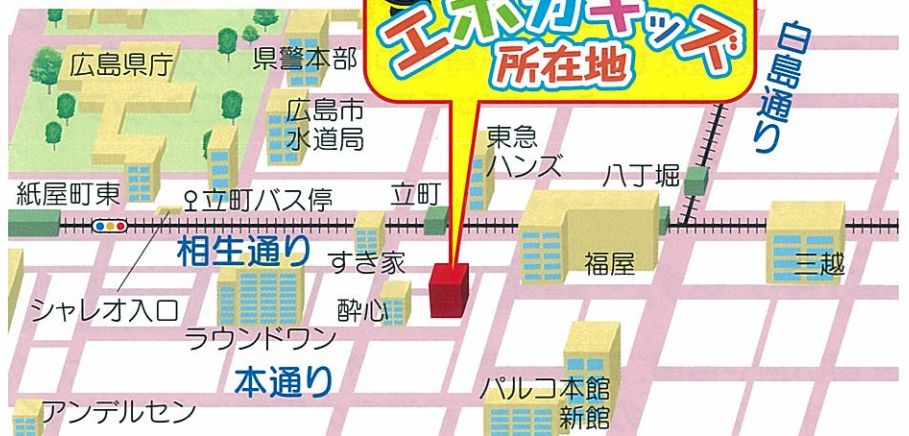 エポカキッズ
所在地
白島通り
広島県庁
県警本部
広島市
水道局
東急
ハンズ
八丁堀
紙屋町東
立町バス停
立町
相生通り
すき家
福屋
三越
シャレオ入口
酔心
ラウンドワン
本通り
パルコ本館
新館
アンデルセン